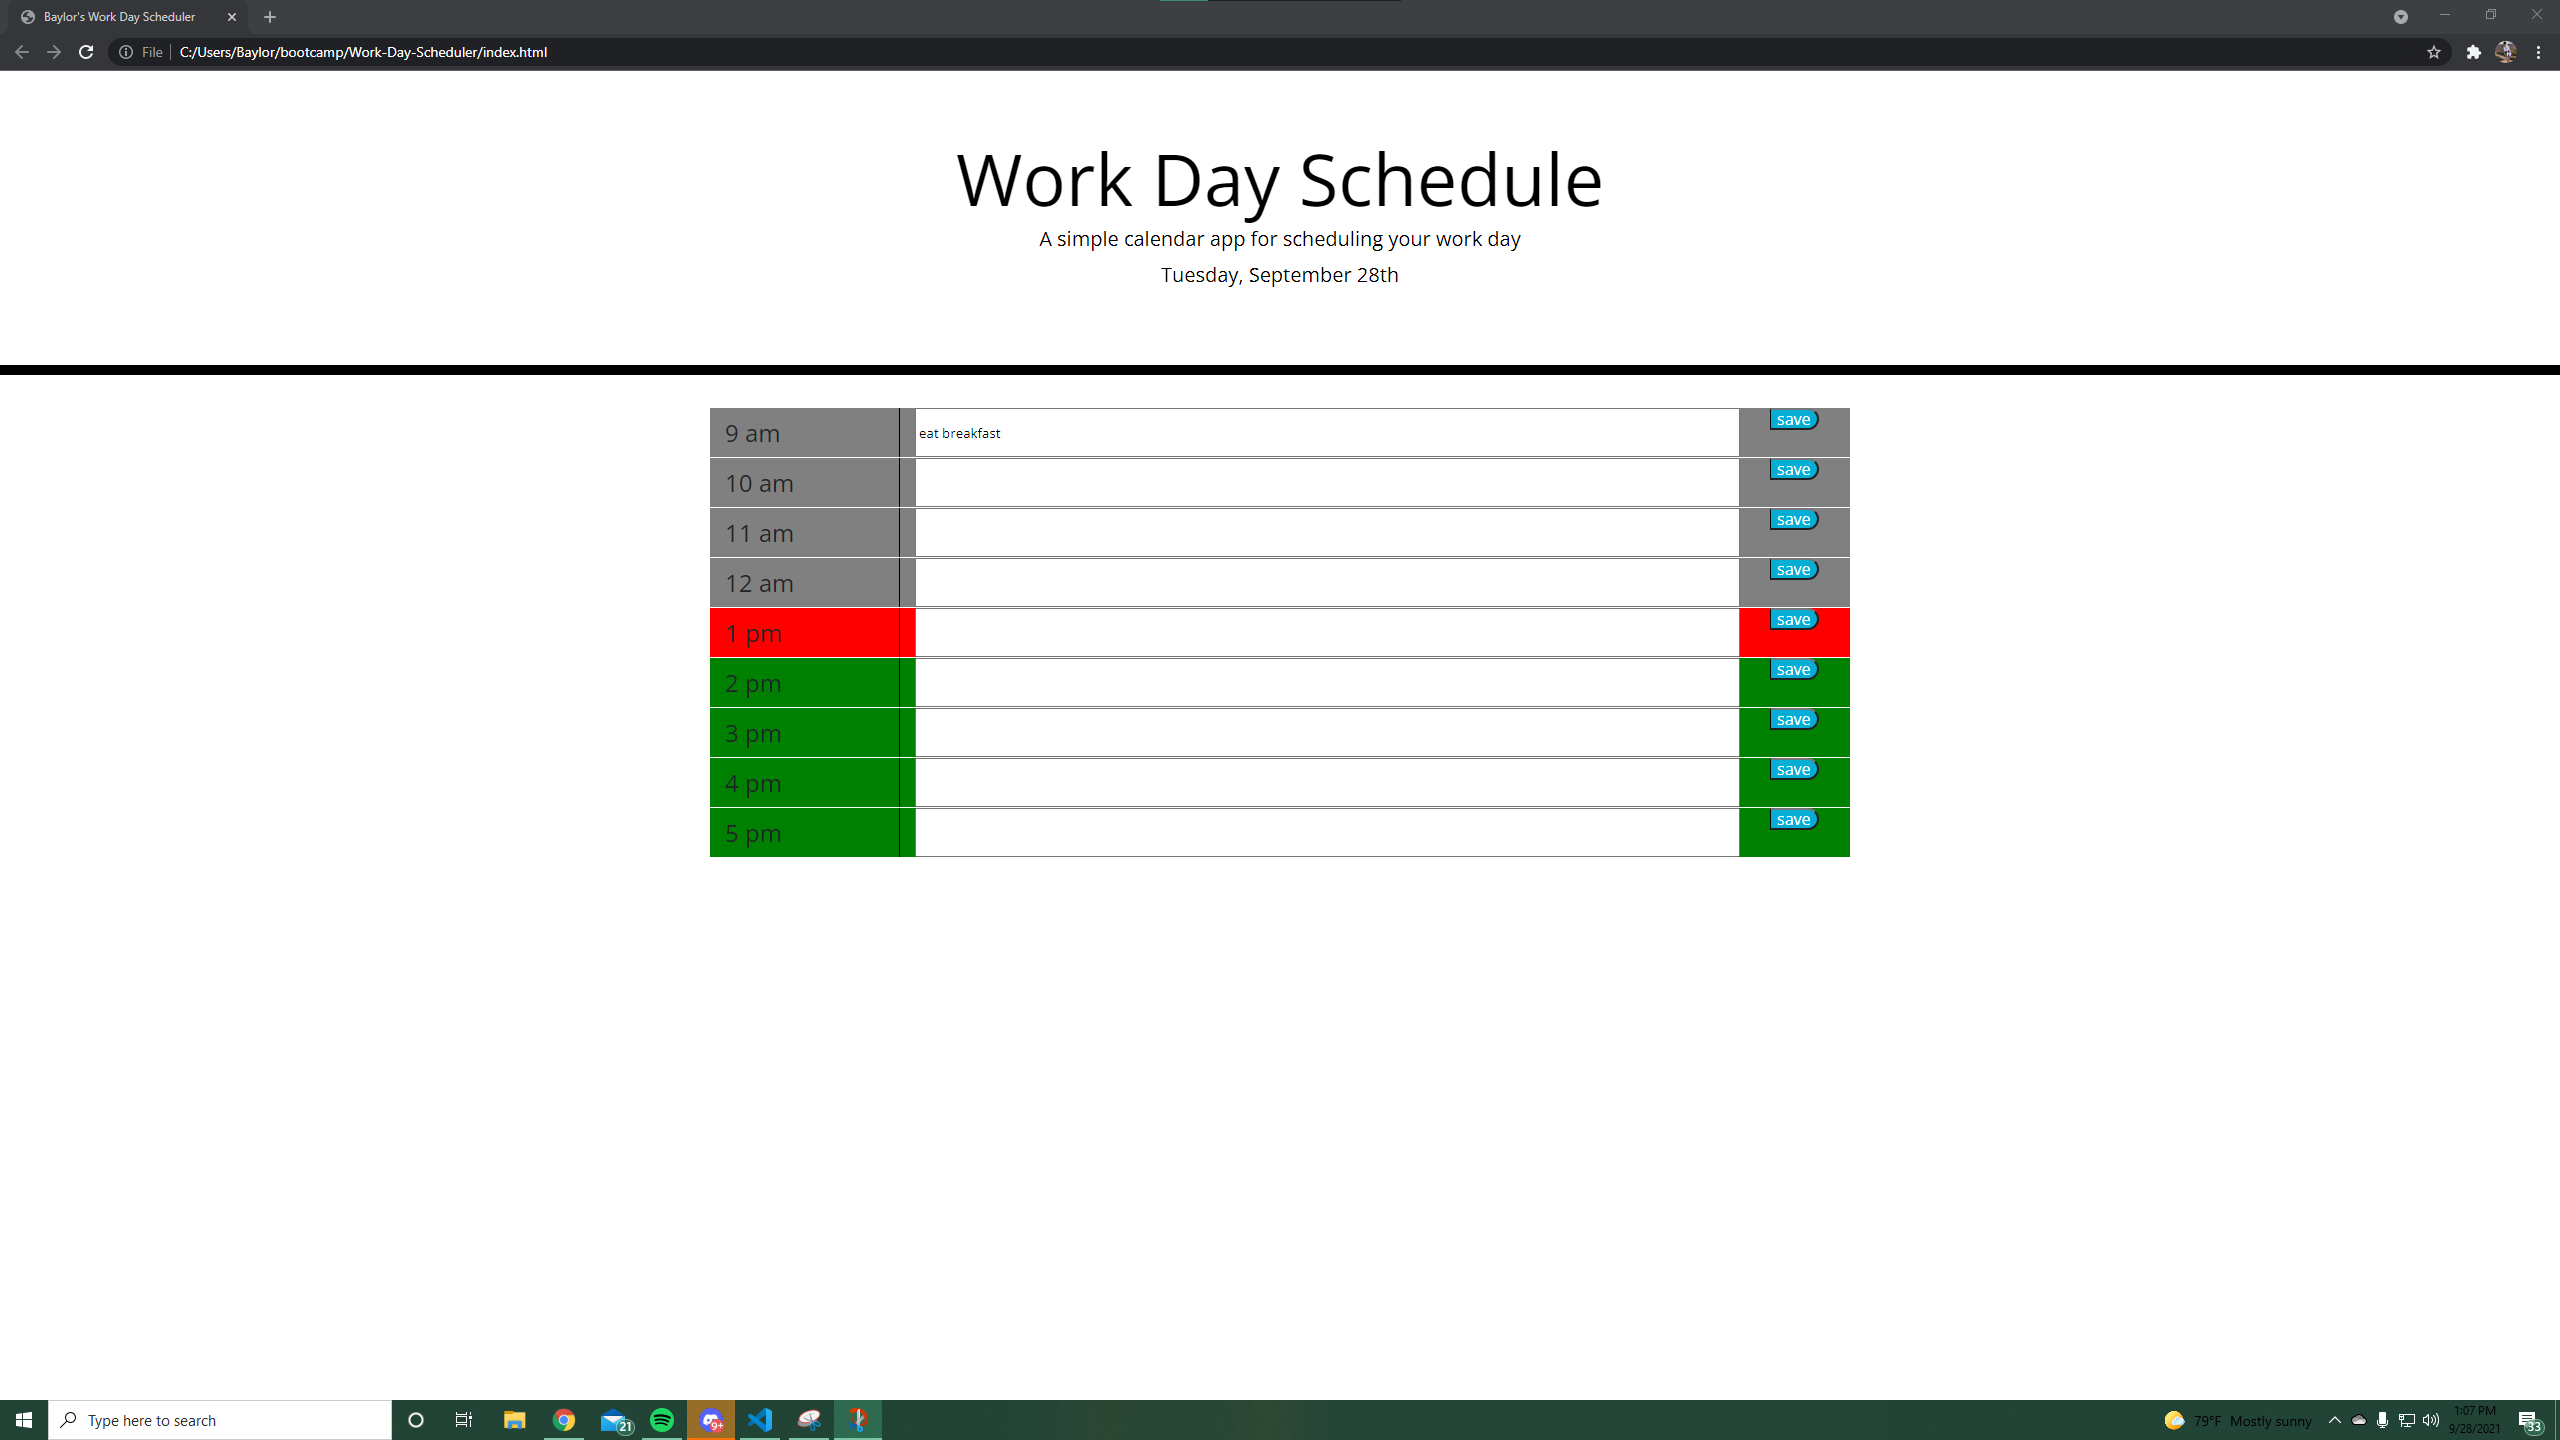 Baylor's Work Day Scheduler
File C:/Users/Baylor/bootcamp/Work-Day-Scheduler/index.html
Work Day Schedule
A simple calendar app for scheduling your work day
Tuesday, September 28th
9 am eat breakfast save
10 am save
11 am save
12 am save
1 pm save
2 pm save
3 pm save
4 pm save
5 pm save
Type here to search
21
9+
79°F Mostly sunny
1:07 PM
9/28/2021
33